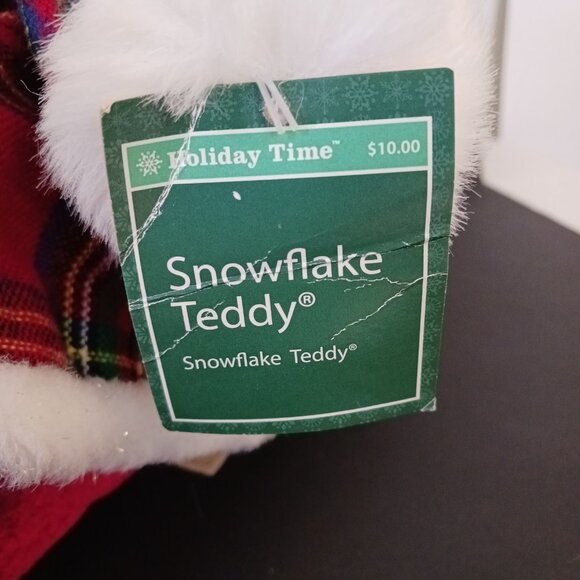 Holiday Time™ $10.00
Snowflake
Teddy®
Snowflake Teddy®